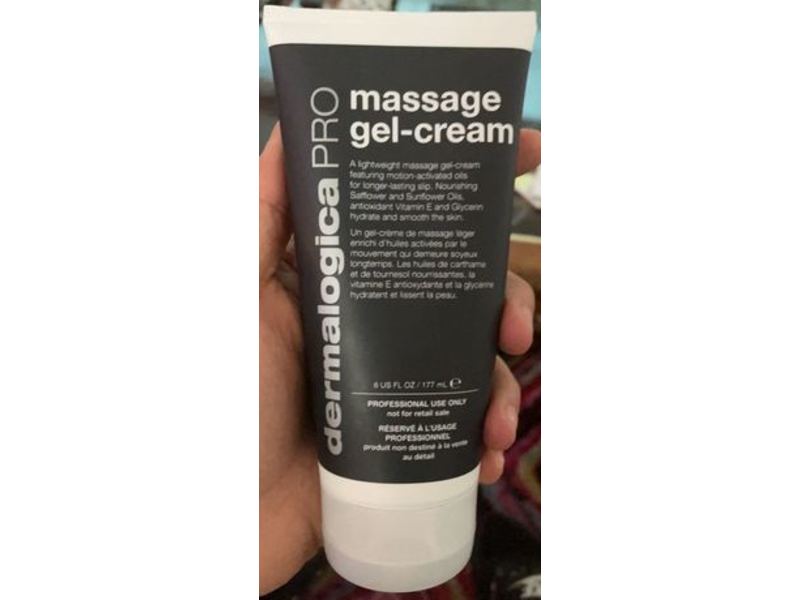 dermalogica PRO
massage
gel-cream
A lightweight massage gel-cream
featuring motion-activated oils
for longer-lasting slip. Nourishing
Safflower and Sunflower Oils,
antioxidant Vitamin E and Glycerin
hydrate and smooth the skin.
Un gel-crème de massage léger
enrichi d'huiles activées par le
mouvement qui demeure soyeux
longtemps. Les huiles de carthame
et de tournesol nourrissantes, la
vitamine E antioxydante et la glycérine
hydratent et lissent la peau.
6 US FL OZ / 177 mL ℮
PROFESSIONAL USE ONLY
not for retail sale
RÉSERVÉ À L'USAGE
PROFESSIONNEL
produit non destiné à la vente
au détail